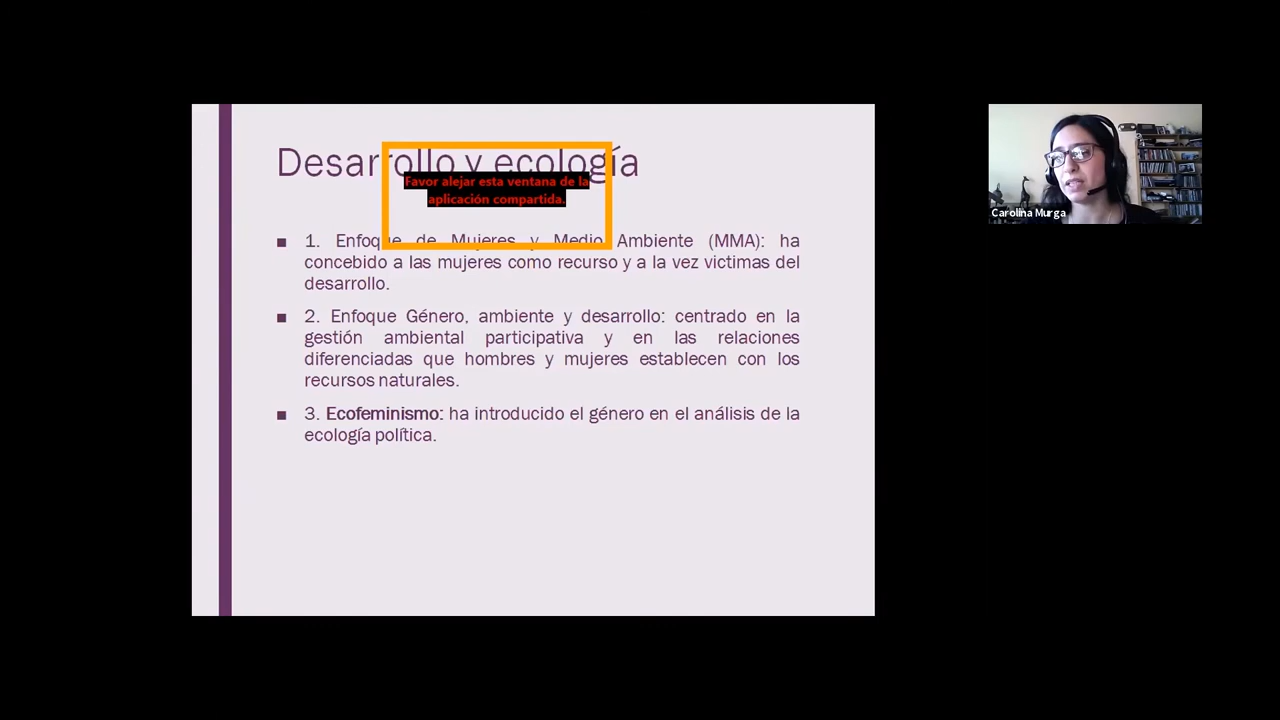 Desarrollo y ecología
Favor alejar esta ventana de la
aplicación compartida.
■ 1. Enfoque de Mujeres y Medio Ambiente (MMA): ha
concebido a las mujeres como recurso y a la vez victimas del
desarrollo.
■ 2. Enfoque Género, ambiente y desarrollo: centrado en la
gestión ambiental participativa y en las relaciones
diferenciadas que hombres y mujeres establecen con los
recursos naturales.
■ 3. Ecofeminismo: ha introducido el género en el análisis de la
ecología política.
Carolina Murga